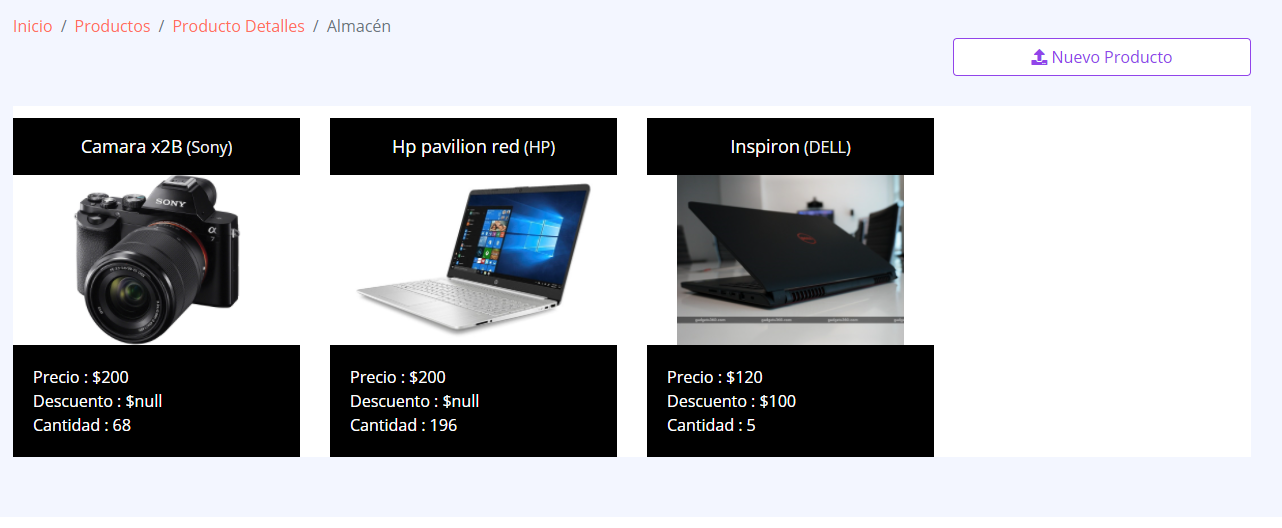 Inicio / Productos / Producto Detalles / Almacén
Nuevo Producto
Camara x2B (Sony)
SONY
α
7
Precio : $200
Descuento : $null
Cantidad : 68
Hp pavilion red (HP)
Precio : $200
Descuento : $null
Cantidad : 196
Inspiron (DELL)
Precio : $120
Descuento : $100
Cantidad : 5